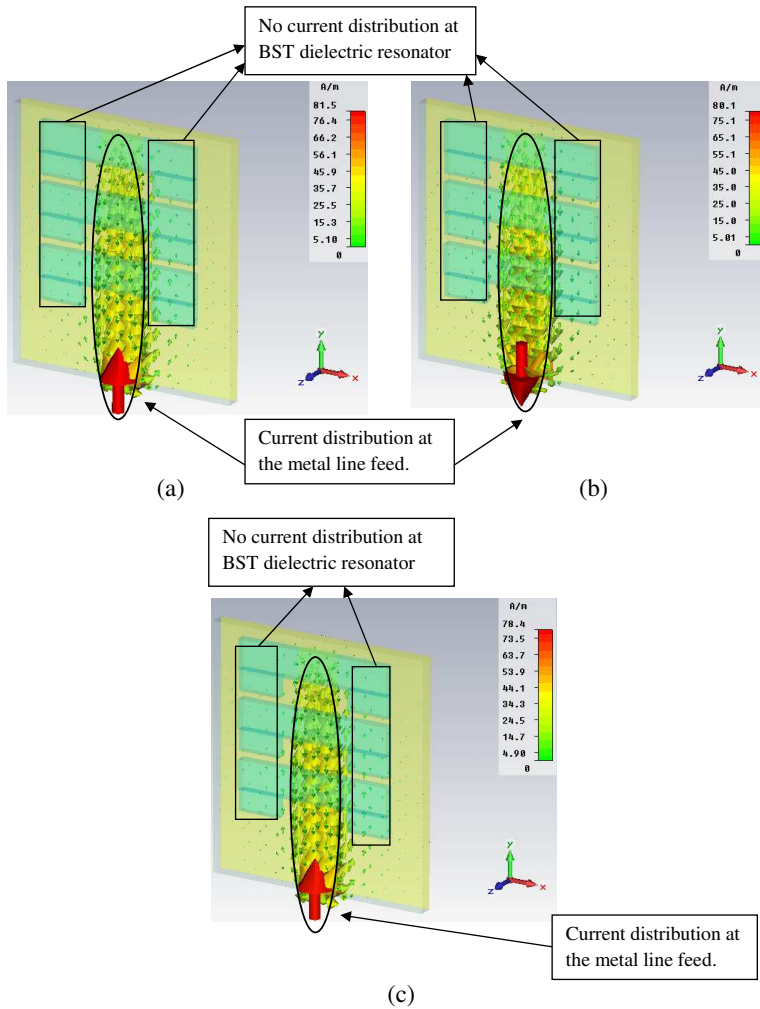 No current distribution at
BST dielectric resonator
A/m
81.5
76.4
66.2
56.1
45.9
35.7
25.5
15.3
5.10
0
y
x
z
A/m
80.1
75.1
65.1
55.1
45.0
35.0
25.0
15.0
5.01
0
y
x
z
Current distribution at
the metal line feed.
(a)
(b)
No current distribution at
BST dielectric resonator
A/m
78.4
73.5
63.7
53.9
44.1
34.3
24.5
14.7
4.90
0
y
x
z
Current distribution at
the metal line feed.
(c)